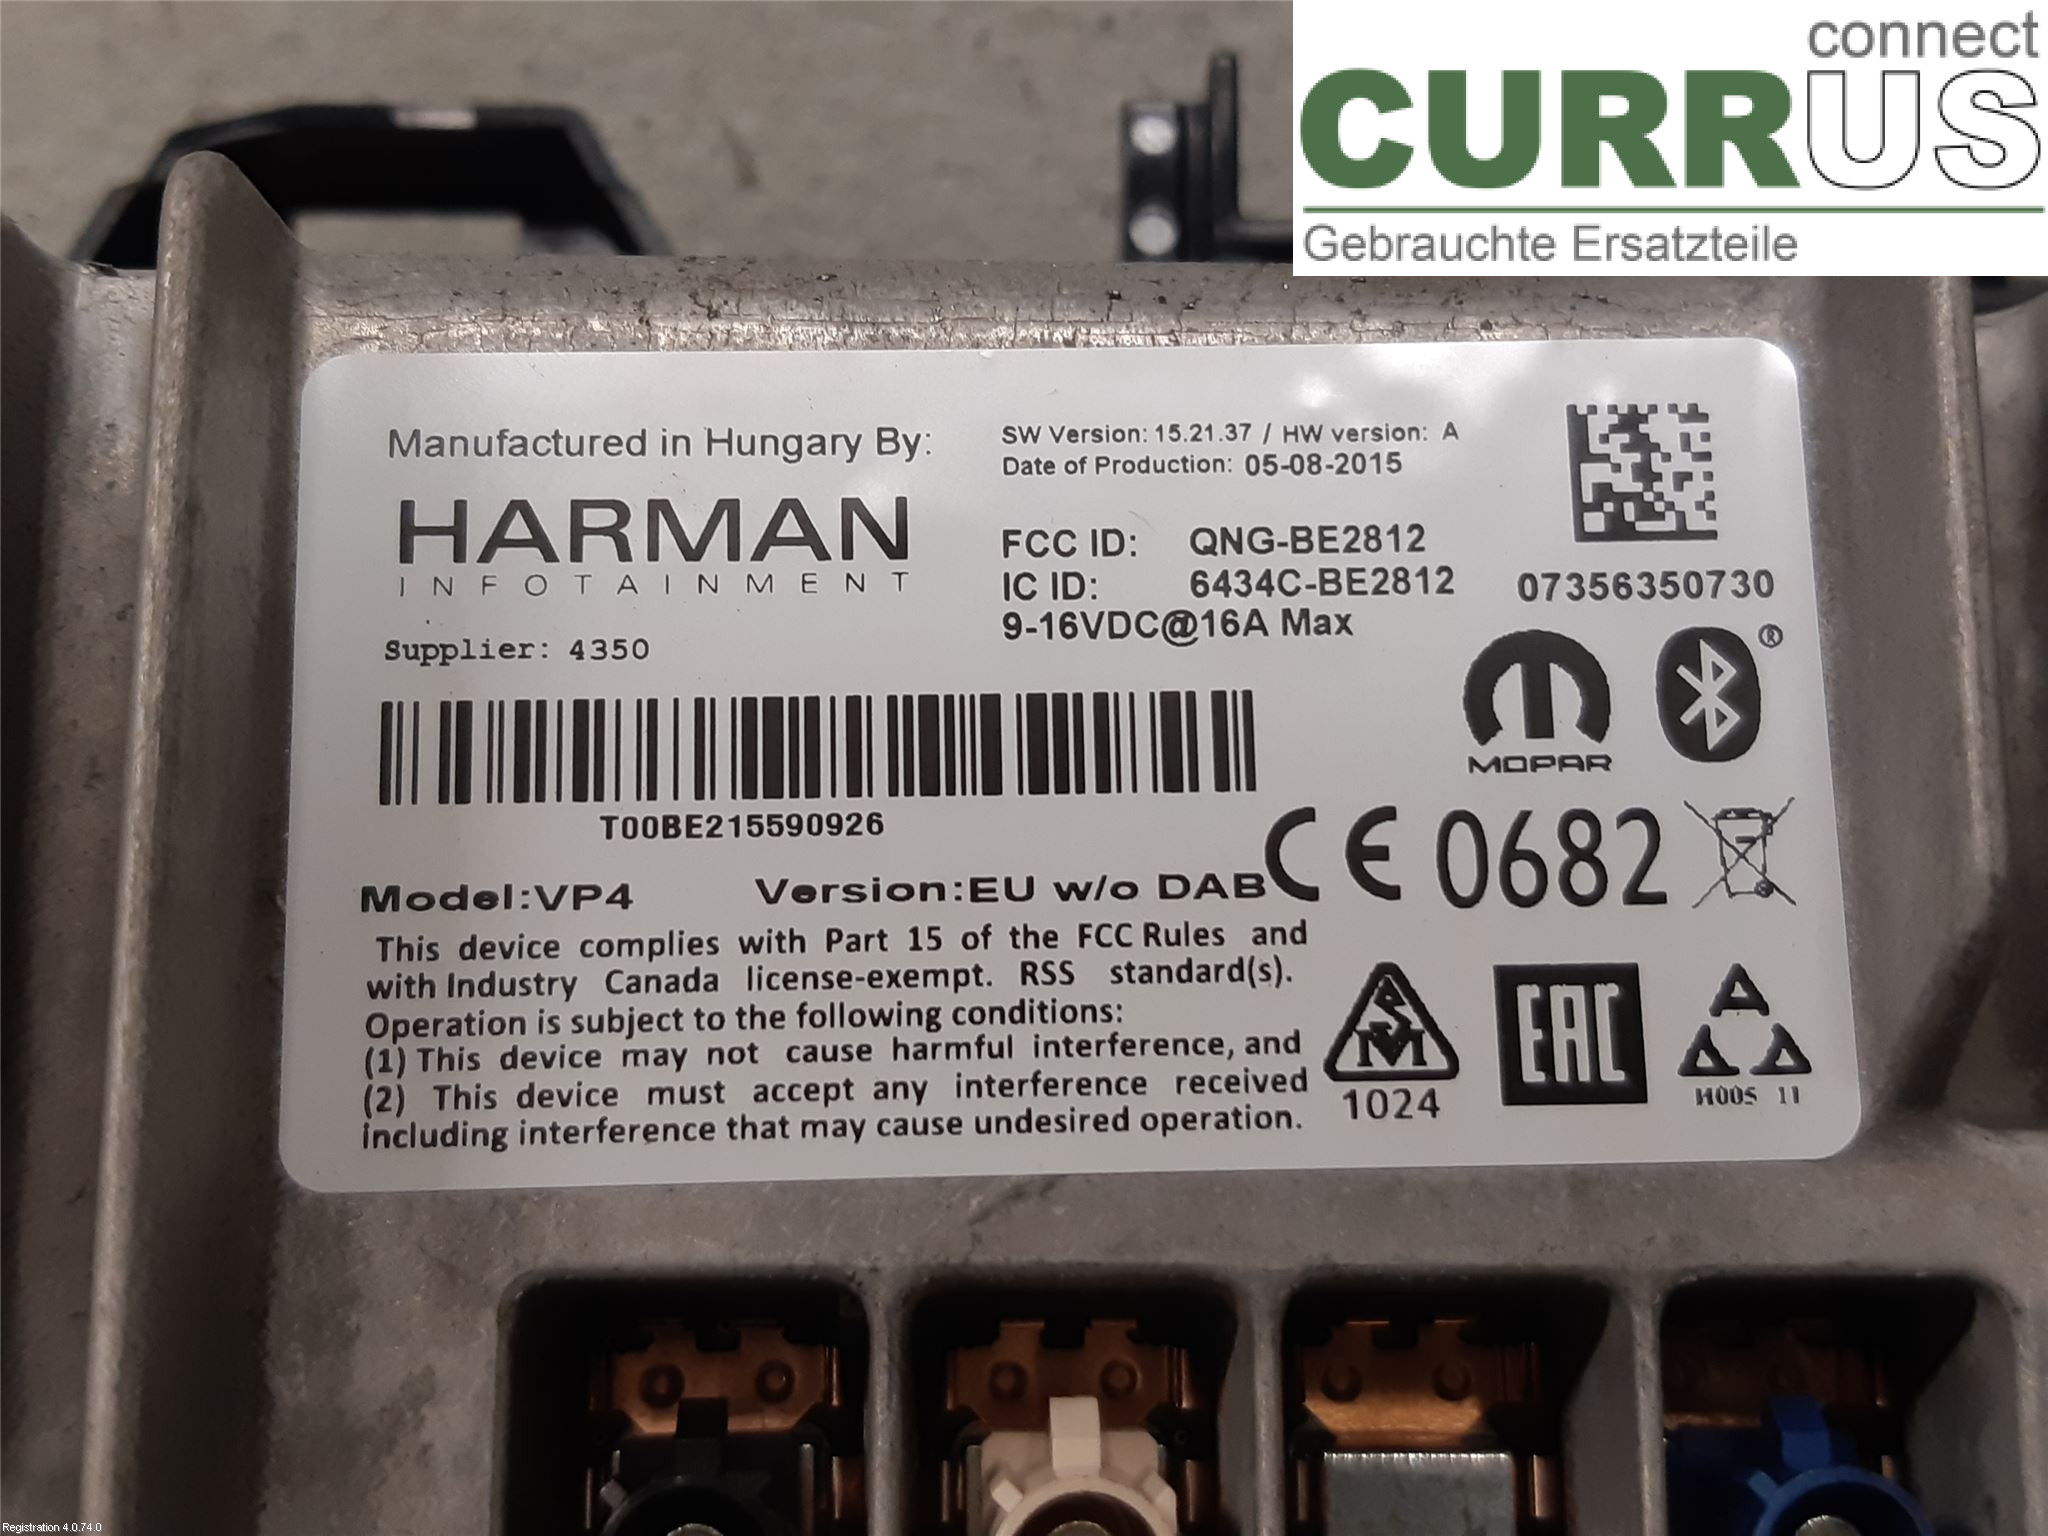 connect
CURRUS
Gebrauchte Ersatzteile
Manufactured in Hungary By:
HARMAN
INFOTAINMENT
Supplier: 4350
SW Version: 15.21.37 / HW version: A
Date of Production: 05-08-2015
FCC ID: QNG-BE2812
IC ID: 6434C-BE2812
9-16VDC@16A Max
07356350730
MOPAR
®
T00BE215590926
CE 0682
Model:VP4 Version:EU w/o DAB
This device complies with Part 15 of the FCC Rules and
with Industry Canada license-exempt. RSS standard(s).
Operation is subject to the following conditions:
(1) This device may not cause harmful interference, and
(2) This device must accept any interference received
including interference that may cause undesired operation.
1024
EAC
H005 11
Registration 4.0.74.0